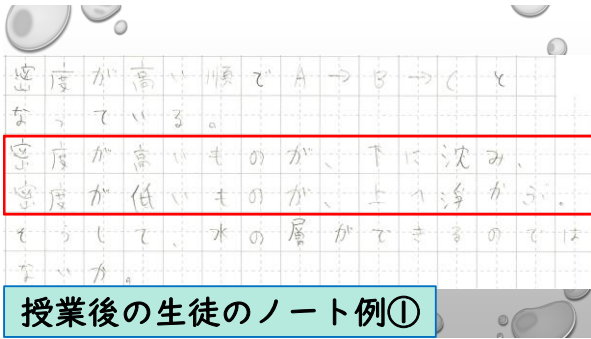 密度が高い順でA→B→Cと
なっている。
密度が高いものが、下に沈み、
密度が低いものが、上へ浮かぶ。
そうして、水の層ができるのでは
ないか。
授業後の生徒のノート例①